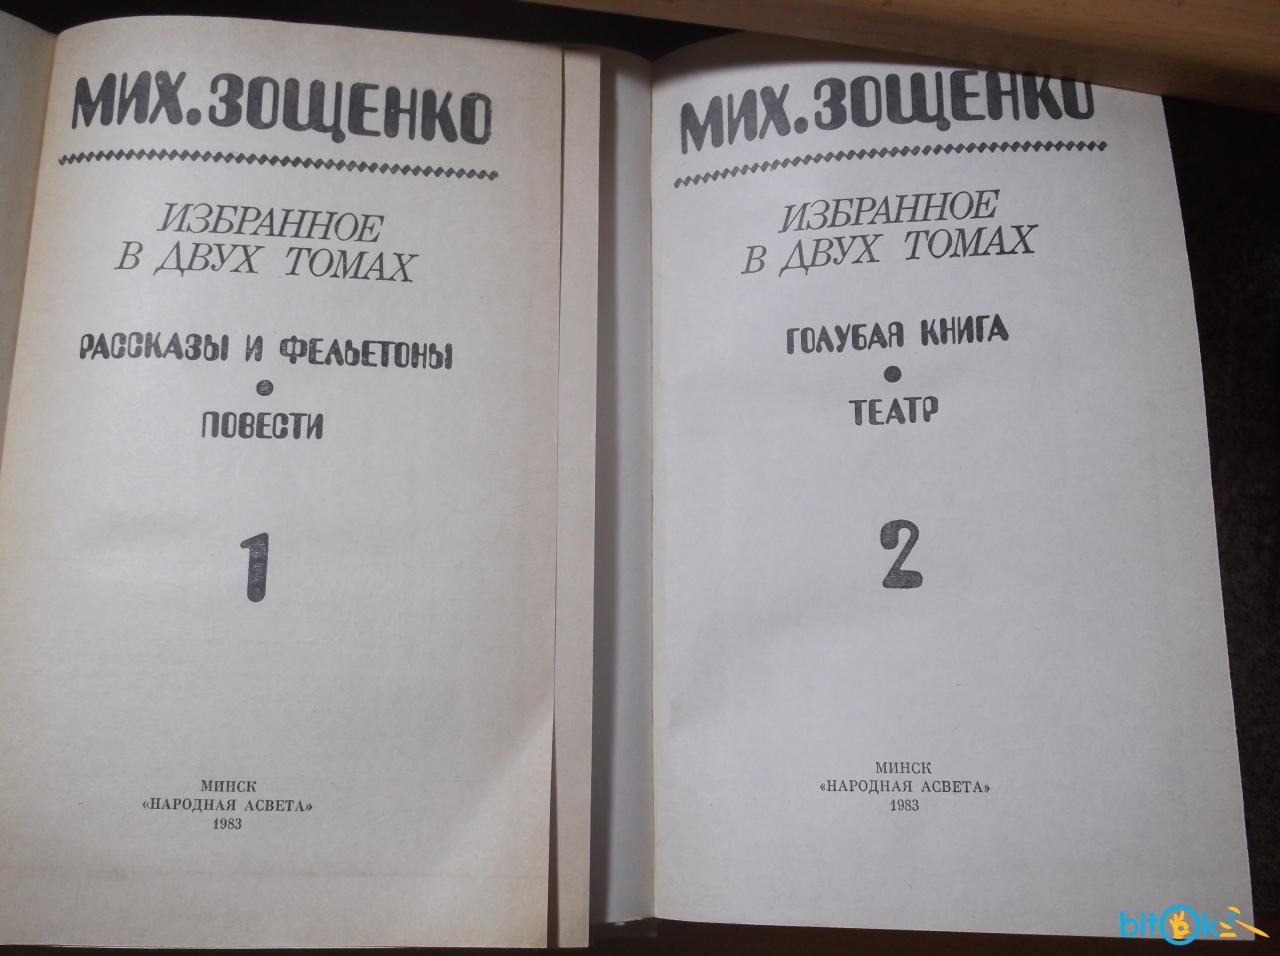 МИХ. ЗОЩЕНКО
ИЗБРАННОЕ
В ДВУХ ТОМАХ
РАССКАЗЫ И ФЕЛЬЕТОНЫ
•
ПОВЕСТИ
1
МИНСК
«НАРОДНАЯ АСВЕТА»
1983
МИХ. ЗОЩЕНКО
ИЗБРАННОЕ
В ДВУХ ТОМАХ
ГОЛУБАЯ КНИГА
•
ТЕАТР
2
МИНСК
«НАРОДНАЯ АСВЕТА»
1983
bitOk